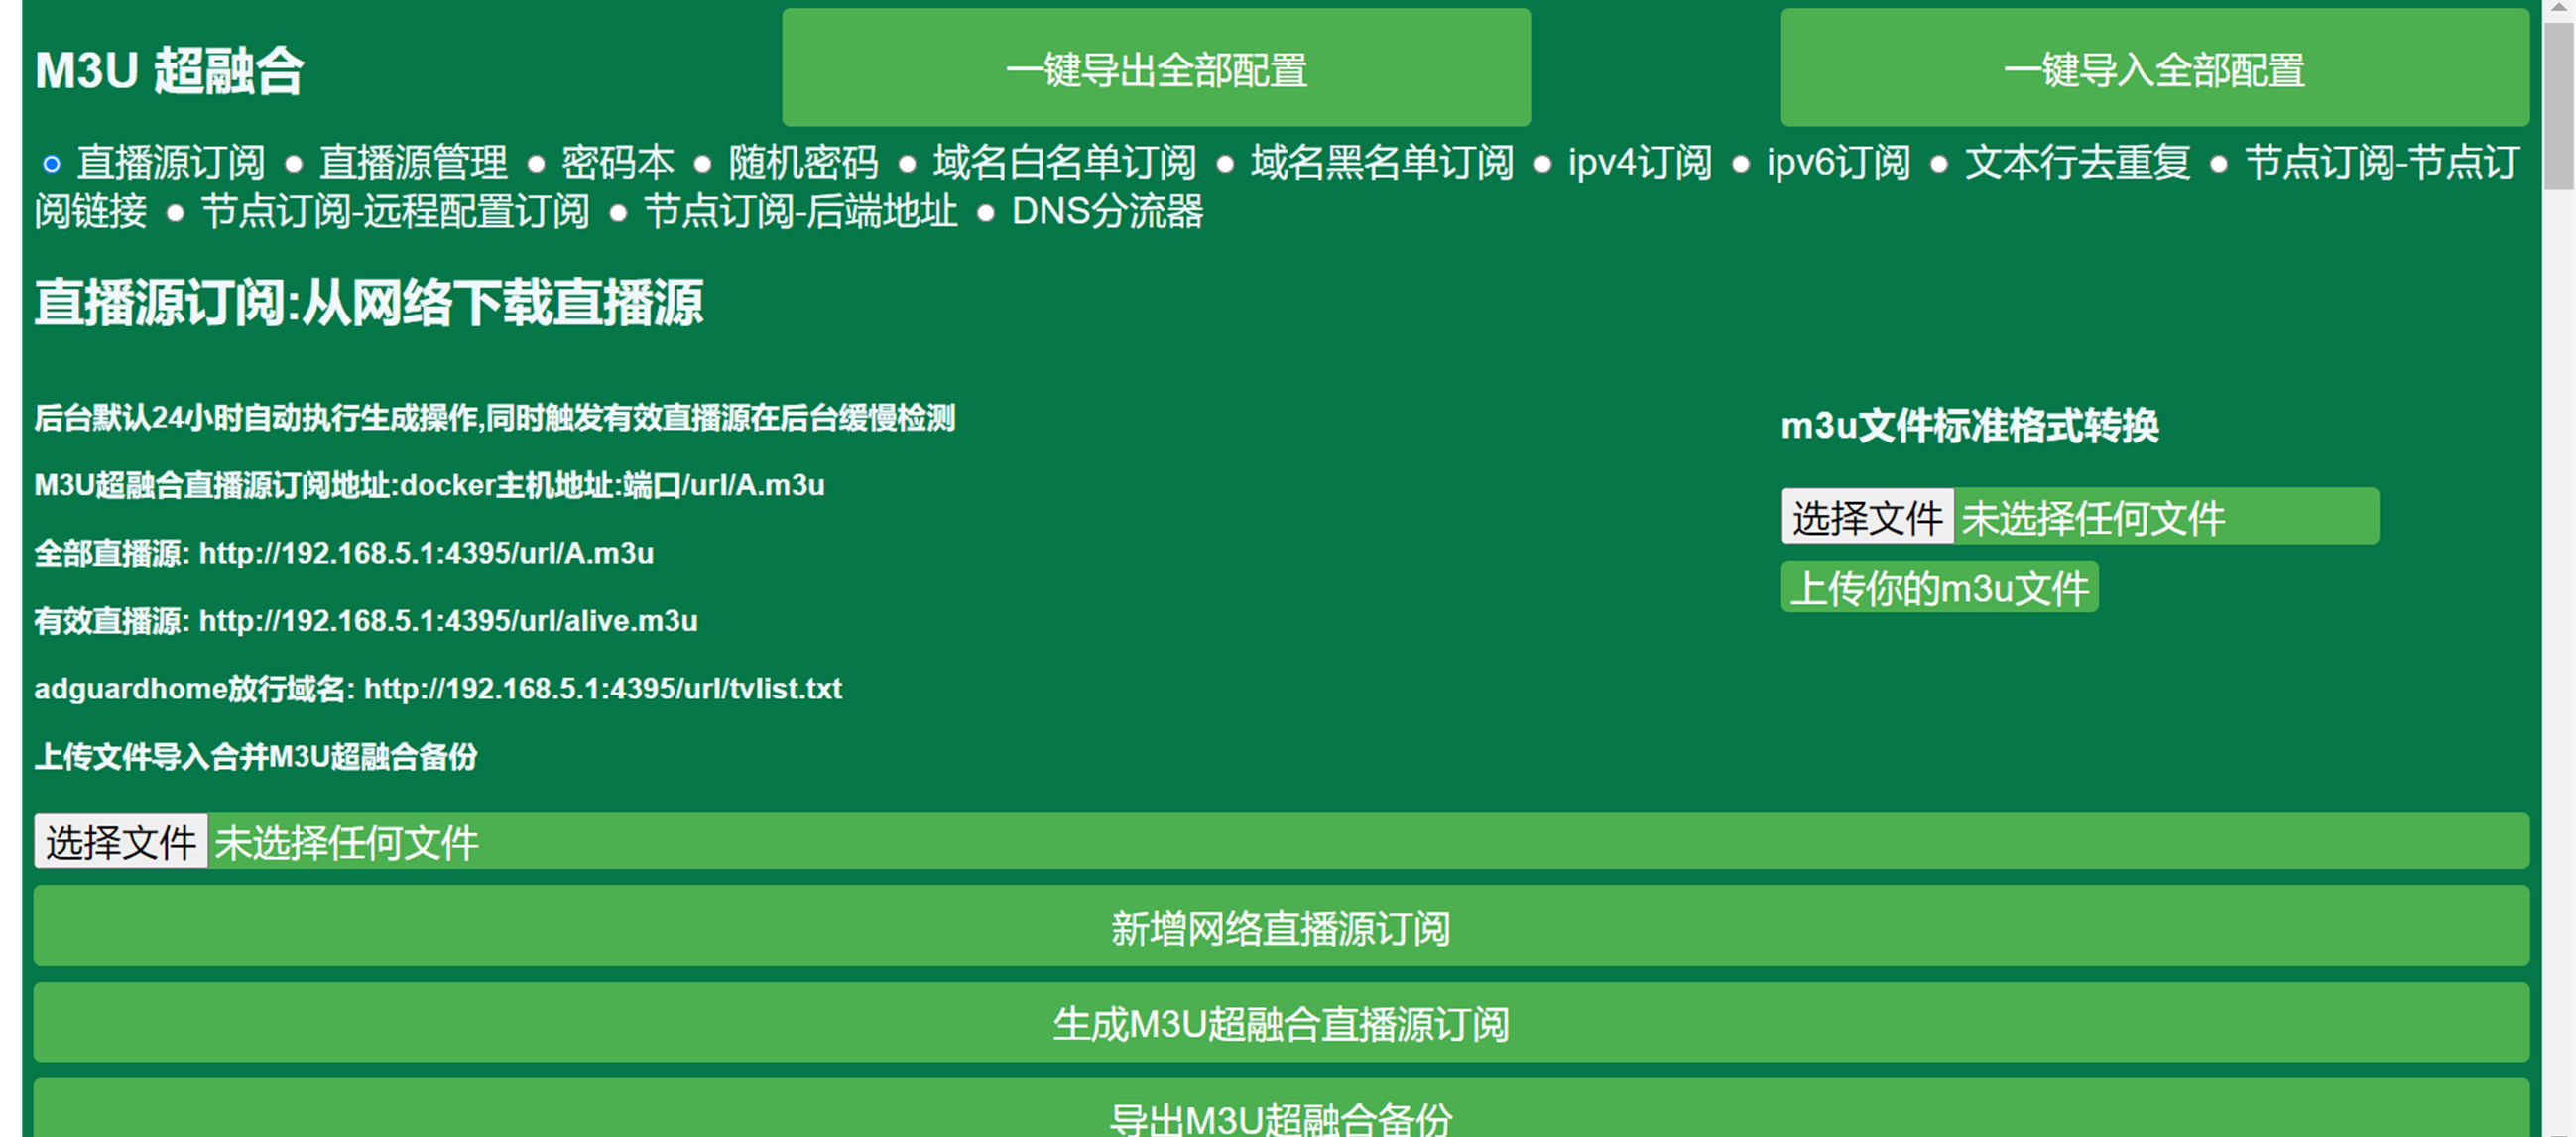 M3U 超融合
一键导出全部配置
一键导入全部配置
直播源订阅 直播源管理 密码本 随机密码 域名白名单订阅 域名黑名单订阅 ipv4订阅 ipv6订阅 文本行去重复 节点订阅-节点订
阅链接 节点订阅-远程配置订阅 节点订阅-后端地址 DNS分流器
直播源订阅:从网络下载直播源
后台默认24小时自动执行生成操作,同时触发有效直播源在后台缓慢检测
M3U超融合直播源订阅地址:docker主机地址:端口/url/A.m3u
全部直播源: http://192.168.5.1:4395/url/A.m3u
有效直播源: http://192.168.5.1:4395/url/alive.m3u
adguardhome放行域名: http://192.168.5.1:4395/url/tvlist.txt
m3u文件标准格式转换
选择文件 未选择任何文件
上传你的m3u文件
上传文件导入合并M3U超融合备份
选择文件 未选择任何文件
新增网络直播源订阅
生成M3U超融合直播源订阅
导出M3U超融合备份